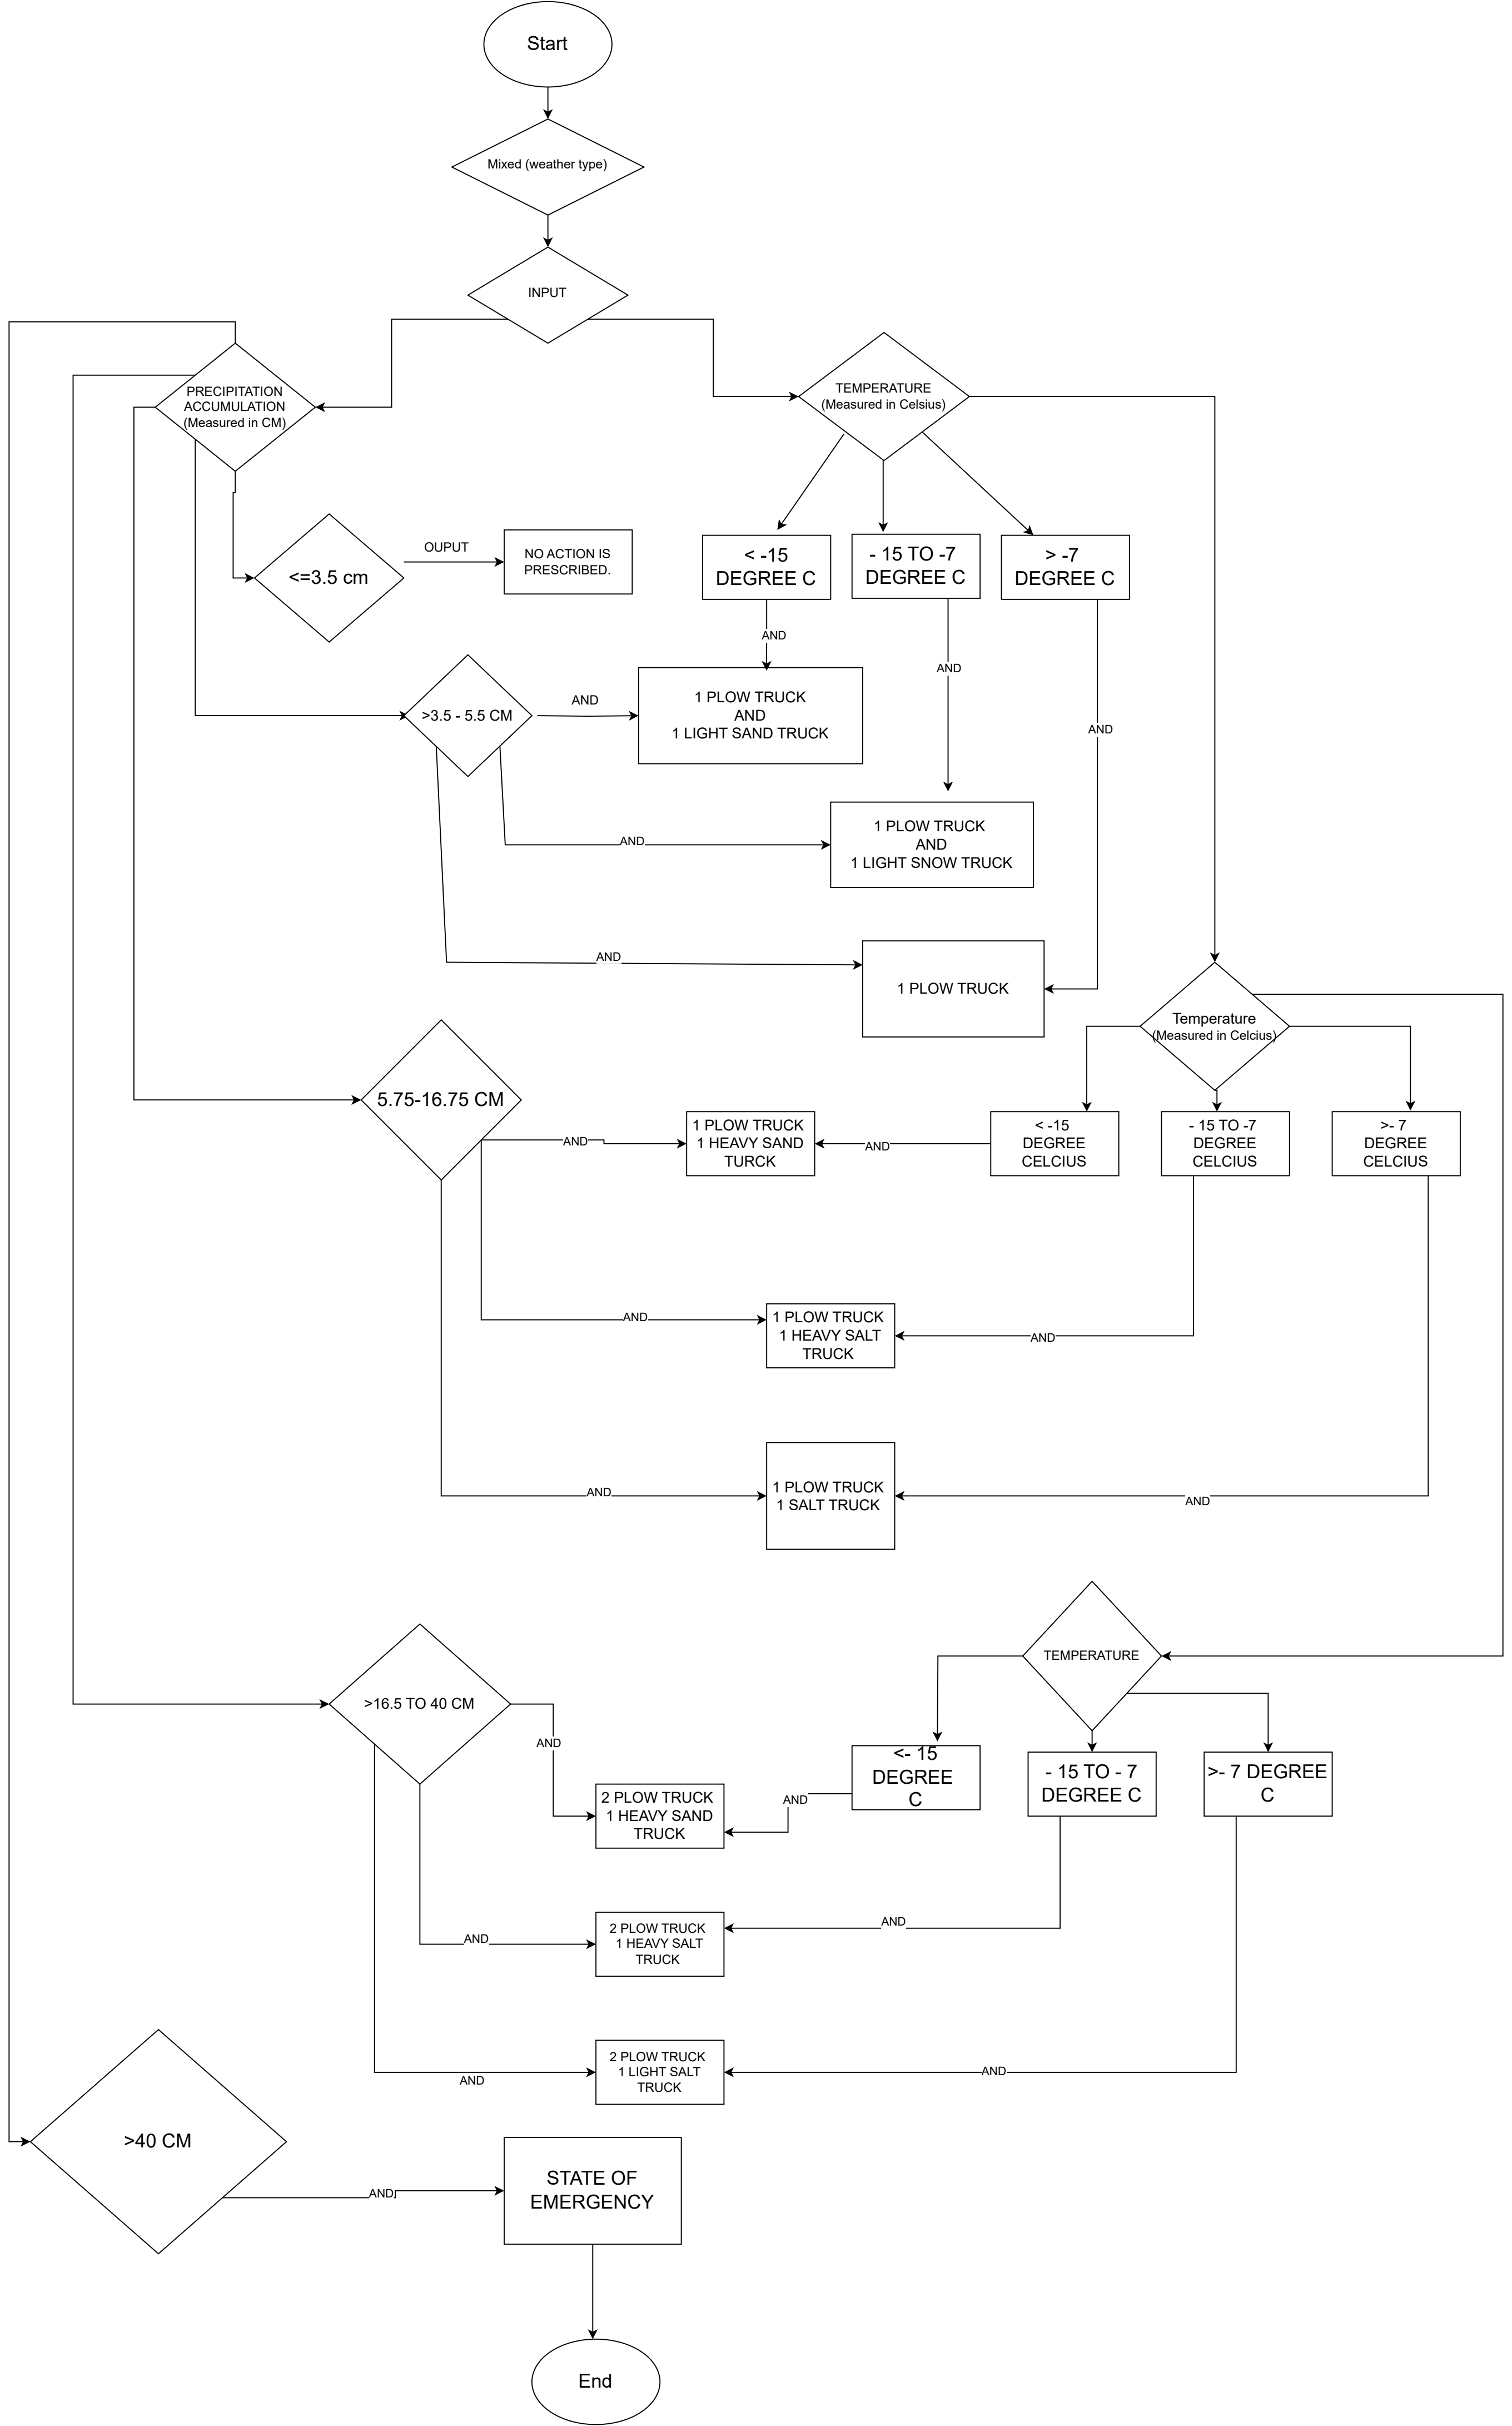 Start
Mixed (weather type)
INPUT
PRECIPITATION
ACCUMULATION
(Measured in CM)
TEMPERATURE
(Measured in Celsius)
<=3.5 cm
OUPUT
NO ACTION IS
PRESCRIBED.
< -15
DEGREE C
- 15 TO -7
DEGREE C
> -7
DEGREE C
AND
AND
AND
>3.5 - 5.5 CM
AND
1 PLOW TRUCK
AND
1 LIGHT SAND TRUCK
AND
1 PLOW TRUCK
AND
1 LIGHT SNOW TRUCK
AND
1 PLOW TRUCK
Temperature
(Measured in Celcius)
5.75-16.75 CM
AND
1 PLOW TRUCK
1 HEAVY SAND
TURCK
AND
< -15
DEGREE
CELCIUS
- 15 TO -7
DEGREE
CELCIUS
>- 7
DEGREE
CELCIUS
AND
1 PLOW TRUCK
1 HEAVY SALT
TRUCK
AND
AND
1 PLOW TRUCK
1 SALT TRUCK
AND
TEMPERATURE
>16.5 TO 40 CM
AND
<- 15
DEGREE
C
- 15 TO - 7
DEGREE C
>- 7 DEGREE
C
2 PLOW TRUCK
1 HEAVY SAND
TRUCK
AND
AND
2 PLOW TRUCK
1 HEAVY SALT
TRUCK
AND
AND
2 PLOW TRUCK
1 LIGHT SALT
TRUCK
AND
>40 CM
AND
STATE OF
EMERGENCY
End